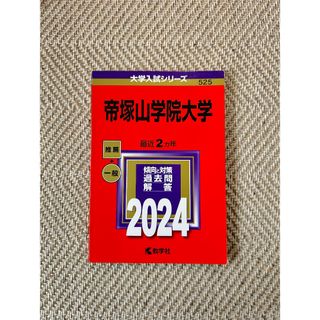 大学入試シリーズ
525
帝塚山学院大学
最近2カ年
推薦
一般
傾向と対策
過去問
解答
2024
教学社